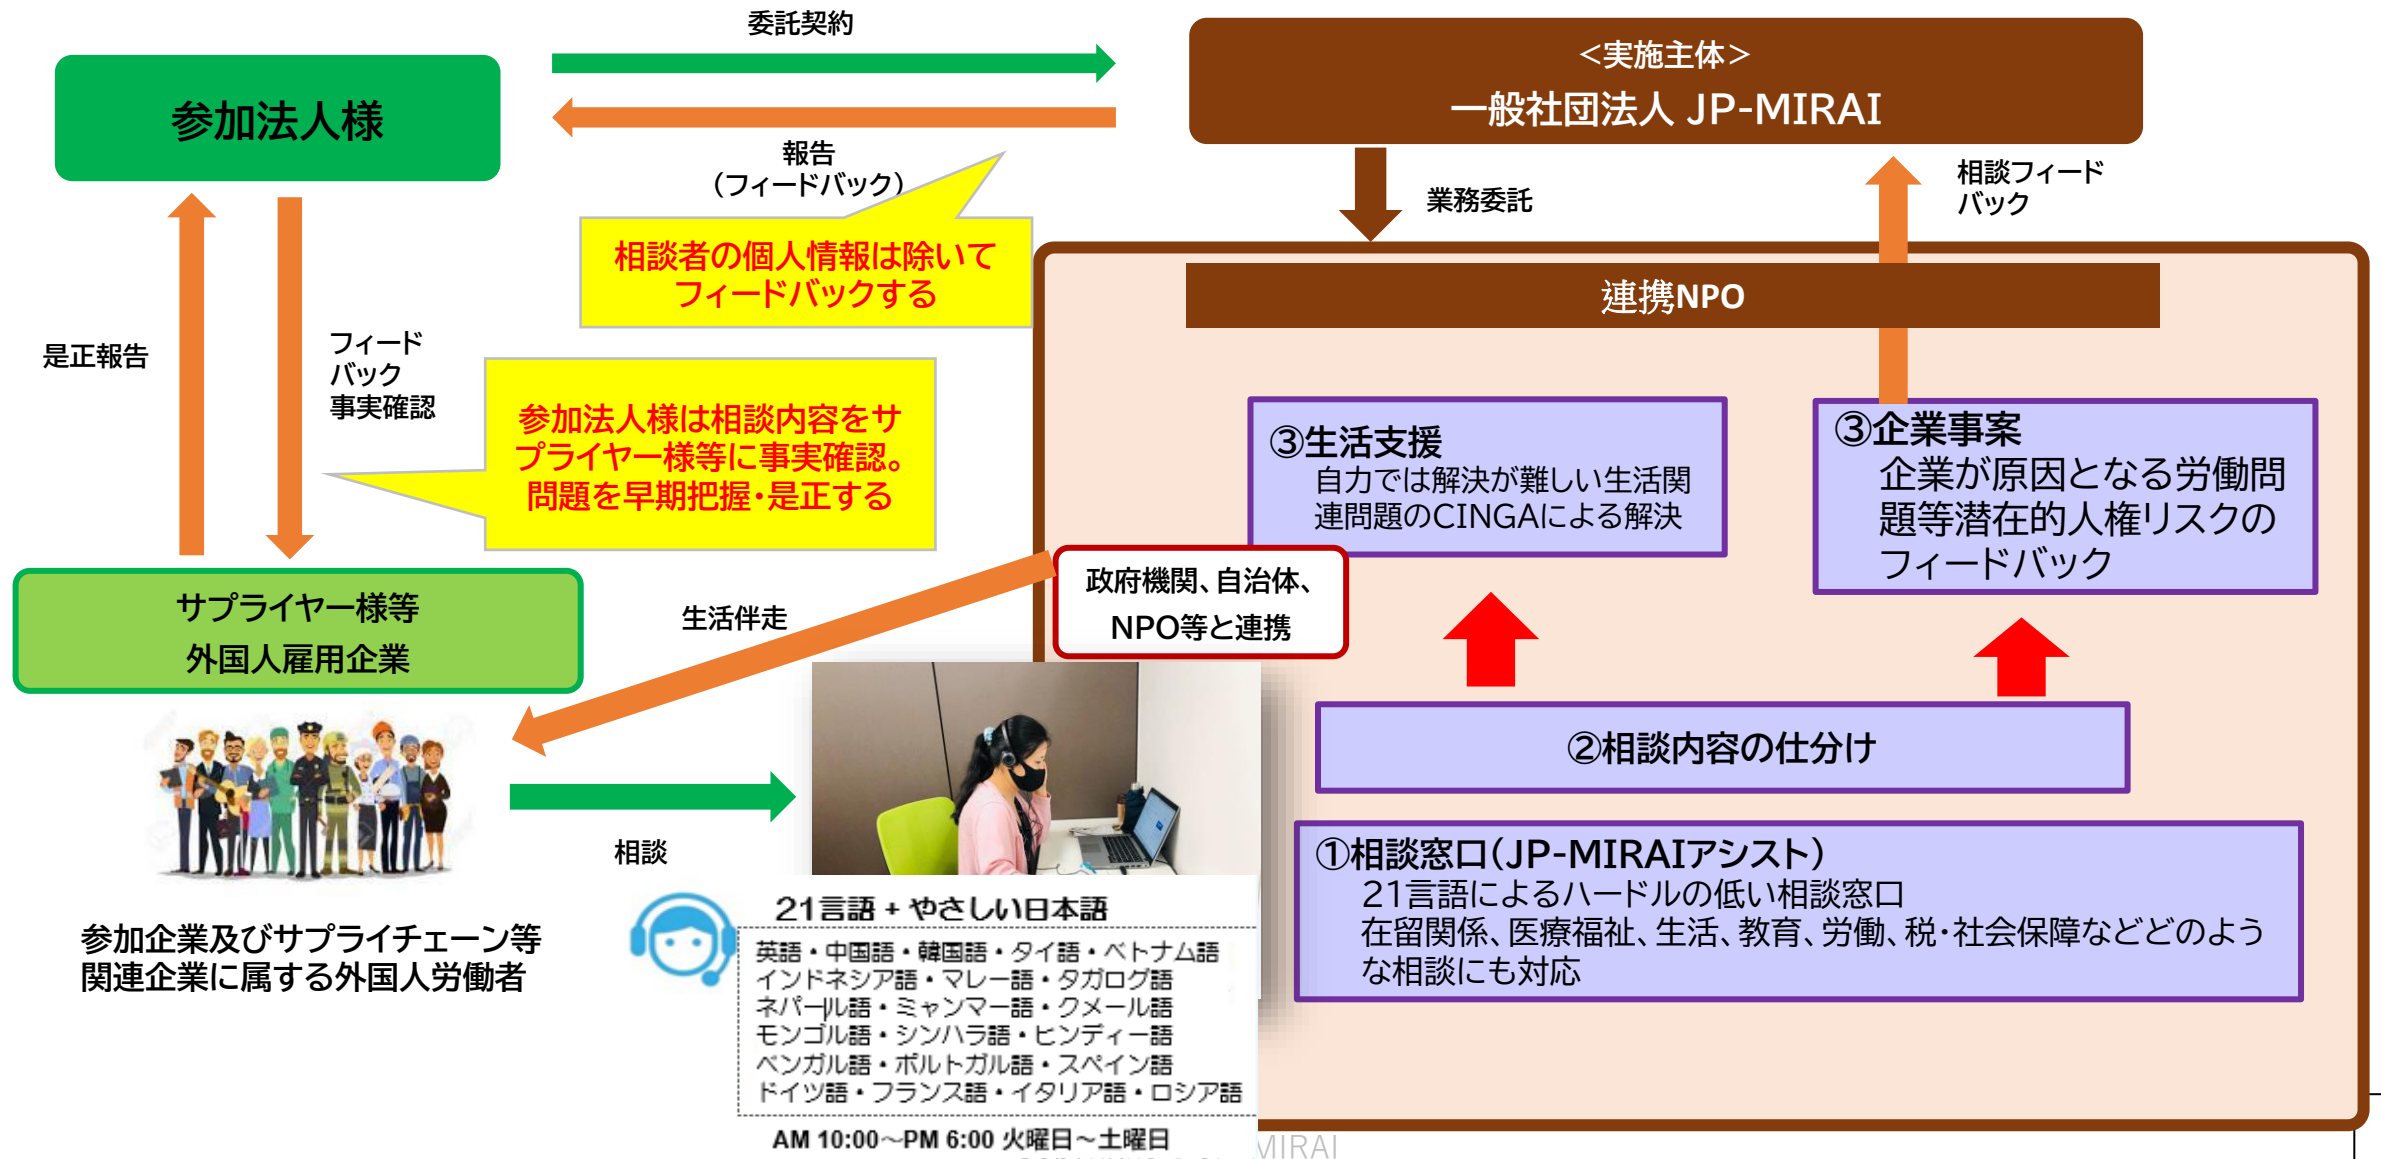 委託契約
参加法人様
<実施主体>
一般社団法人 JP-MIRAI
報告
(フィードバック)
業務委託
相談フィード
バック
相談者の個人情報は除いて
フィードバックする
連携NPO
是正報告
フィード
バック
事実確認
参加法人様は相談内容をサ
プライヤー様等に事実確認。
問題を早期把握・是正する
③生活支援
自力では解決が難しい生活関
連問題のCINGAによる解決
③企業事案
企業が原因となる労働問
題等潜在的人権リスクの
フィードバック
政府機関、自治体、
NPO等と連携
サプライヤー様等
外国人雇用企業
生活伴走
②相談内容の仕分け
相談
①相談窓口(JP-MIRAIアシスト)
21言語によるハードルの低い相談窓口
在留関係、医療福祉、生活、教育、労働、税・社会保障などどのよう
な相談にも対応
参加企業及びサプライチェーン等
関連企業に属する外国人労働者
21言語 + やさしい日本語
英語・中国語・韓国語・タイ語・ベトナム語
インドネシア語・マレー語・タガログ語
ネパール語・ミャンマー語・クメール語
モンゴル語・シンハラ語・ヒンディー語
ベンガル語・ポルトガル語・スペイン語
ドイツ語・フランス語・イタリア語・ロシア語
AM 10:00～PM 6:00 火曜日～土曜日
MIRAI